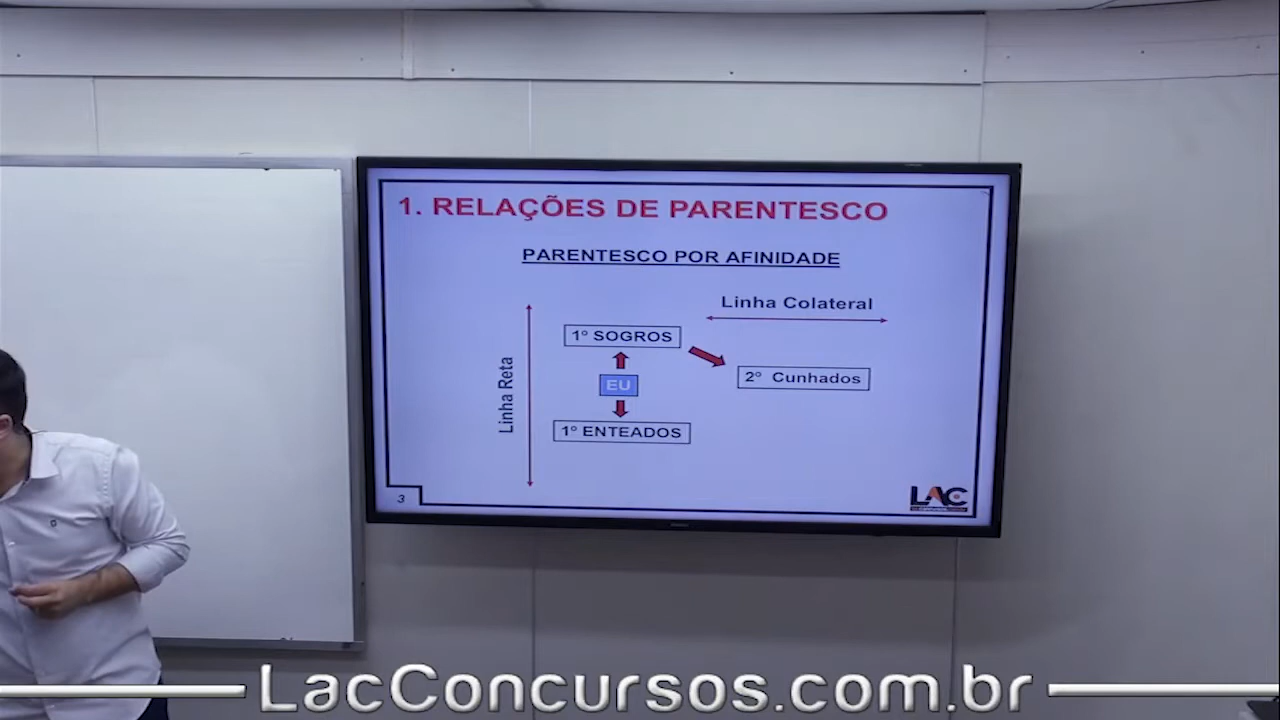 1. RELAÇÕES DE PARENTESCO
PARENTESCO POR AFINIDADE
Linha Colateral
1º SOGROS
2º Cunhados
EU
Linha Reta
1º ENTEADOS
3
LAC
LacConcursos.com.br